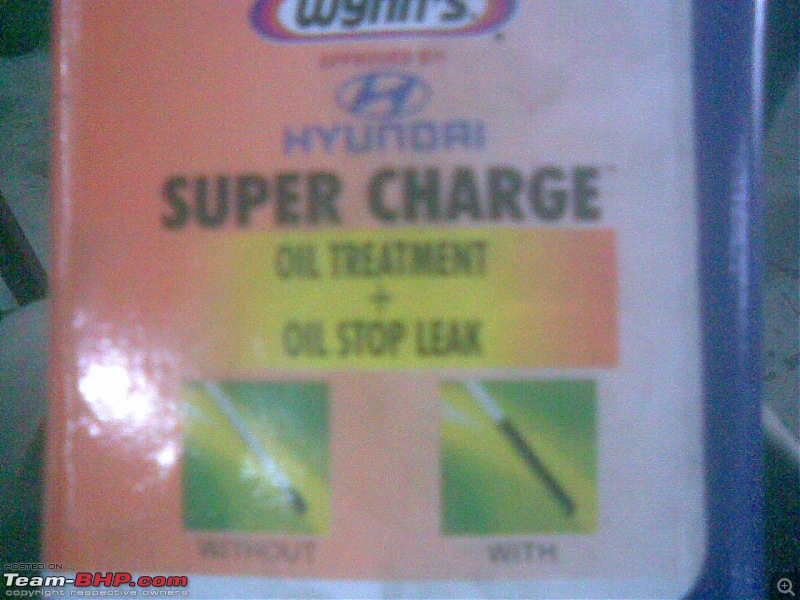 Wynn's.
APPROVED BY
HYUNDAI
SUPER CHARGE™
OIL TREATMENT
+
OIL STOP LEAK
WITHOUT WITH
POSTED ON
Team-BHP.com
copyright respective owners